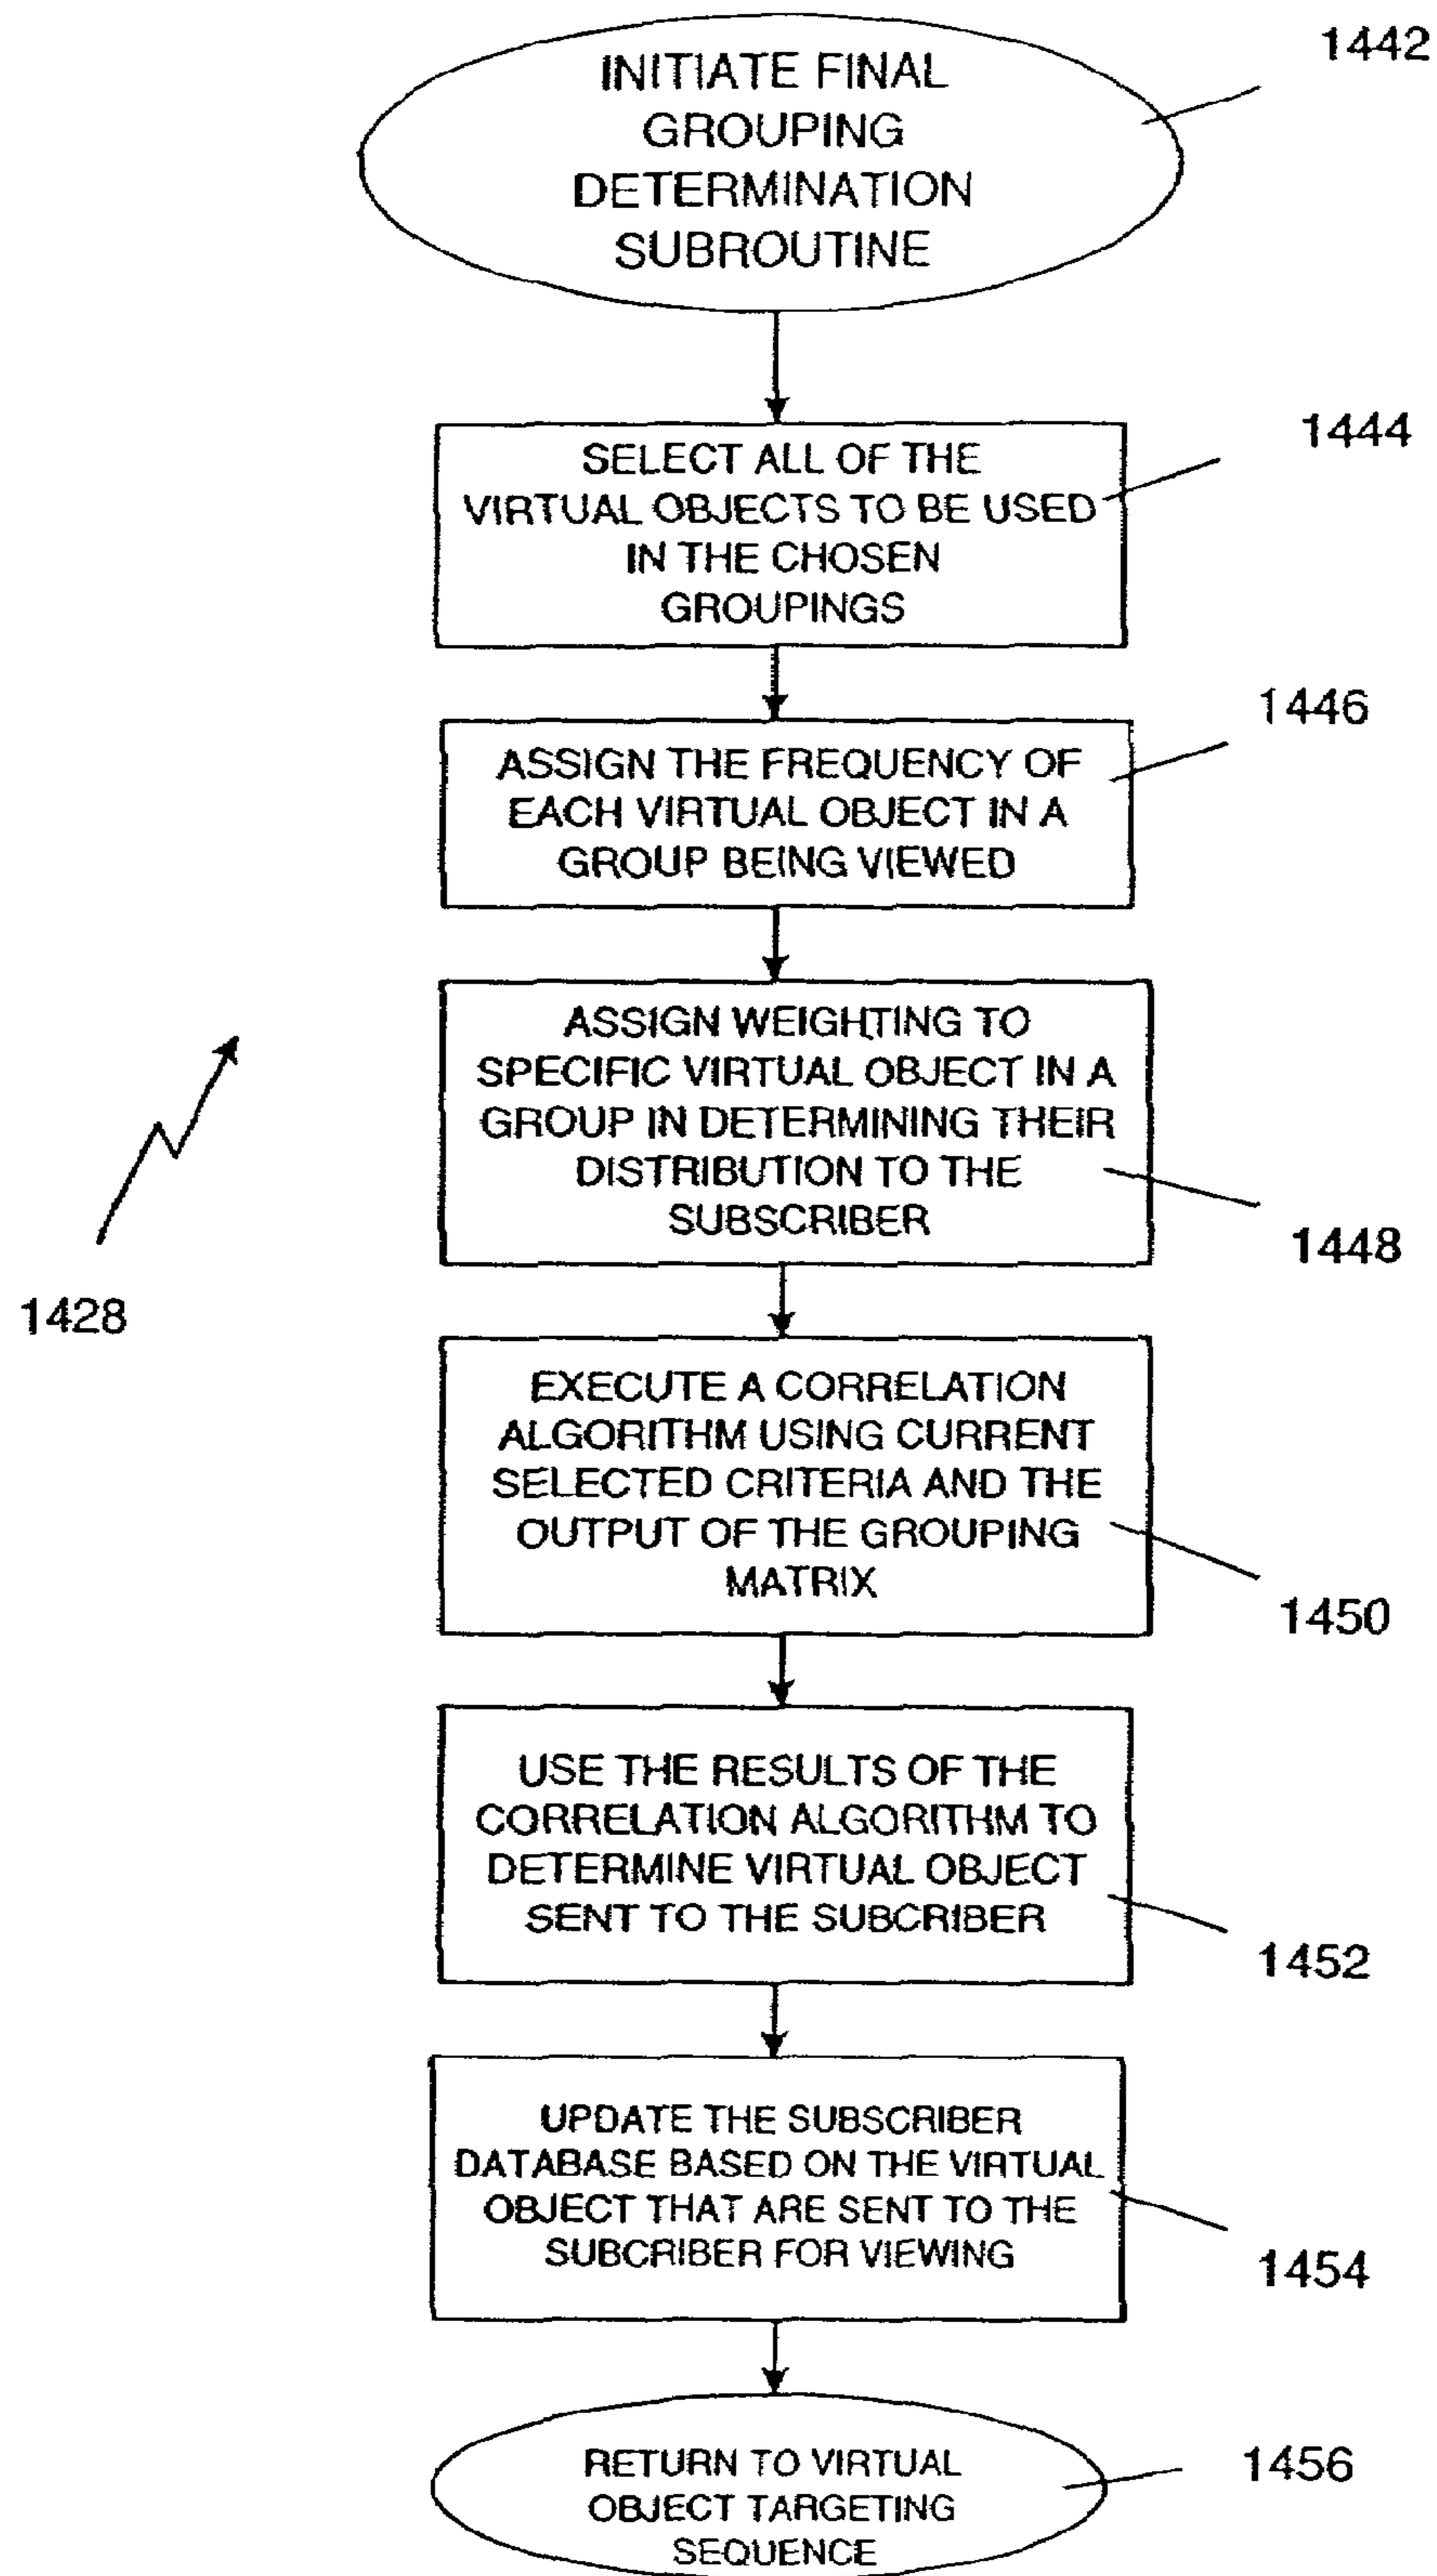 INITIATE FINAL
GROUPING
DETERMINATION
SUBROUTINE
1442
SELECT ALL OF THE
VIRTUAL OBJECTS TO BE USED
IN THE CHOSEN
GROUPINGS
1444
ASSIGN THE FREQUENCY OF
EACH VIRTUAL OBJECT IN A
GROUP BEING VIEWED
1446
ASSIGN WEIGHTING TO
SPECIFIC VIRTUAL OBJECT IN A
GROUP IN DETERMINING THEIR
DISTRIBUTION TO THE
SUBSCRIBER
1448
1428
EXECUTE A CORRELATION
ALGORITHM USING CURRENT
SELECTED CRITERIA AND THE
OUTPUT OF THE GROUPING
MATRIX
1450
USE THE RESULTS OF THE
CORRELATION ALGORITHM TO
DETERMINE VIRTUAL OBJECT
SENT TO THE SUBCRIBER
1452
UPDATE THE SUBSCRIBER
DATABASE BASED ON THE VIRTUAL
OBJECT THAT ARE SENT TO THE
SUBCRIBER FOR VIEWING
1454
RETURN TO VIRTUAL
OBJECT TARGETING
SEQUENCE
1456